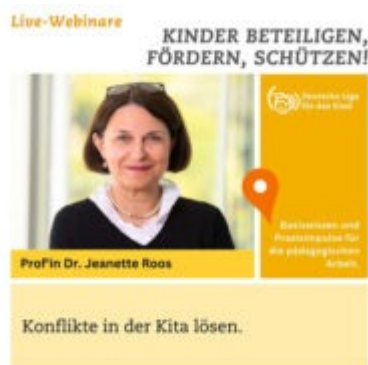 Live-Webinare
KINDER BETEILIGEN,
FÖRDERN, SCHÜTZEN!
Deutsche Liga
für das Kind
Basiswissen und
Praxisimpulse für
die pädagogischen
Arbeit.
Prof'in Dr. Jeanette Roos
Konflikte in der Kita lösen.